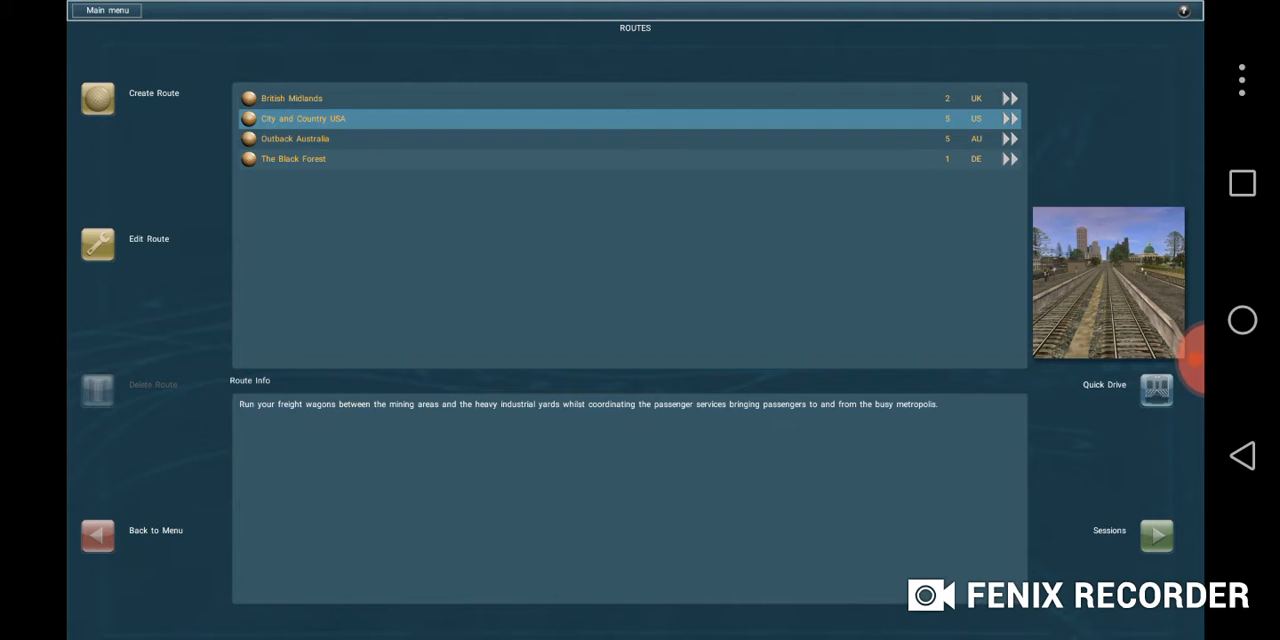 Main menu
?
ROUTES
Create Route
British Midlands 2 UK
City and Country USA 5 US
Outback Australia 5 AU
The Black Forest 1 DE
Edit Route
Delete Route
Route Info
Quick Drive
Run your freight wagons between the mining areas and the heavy industrial yards whilst coordinating the passenger services bringing passengers to and from the busy metropolis.
Back to Menu
Sessions
FENIX RECORDER